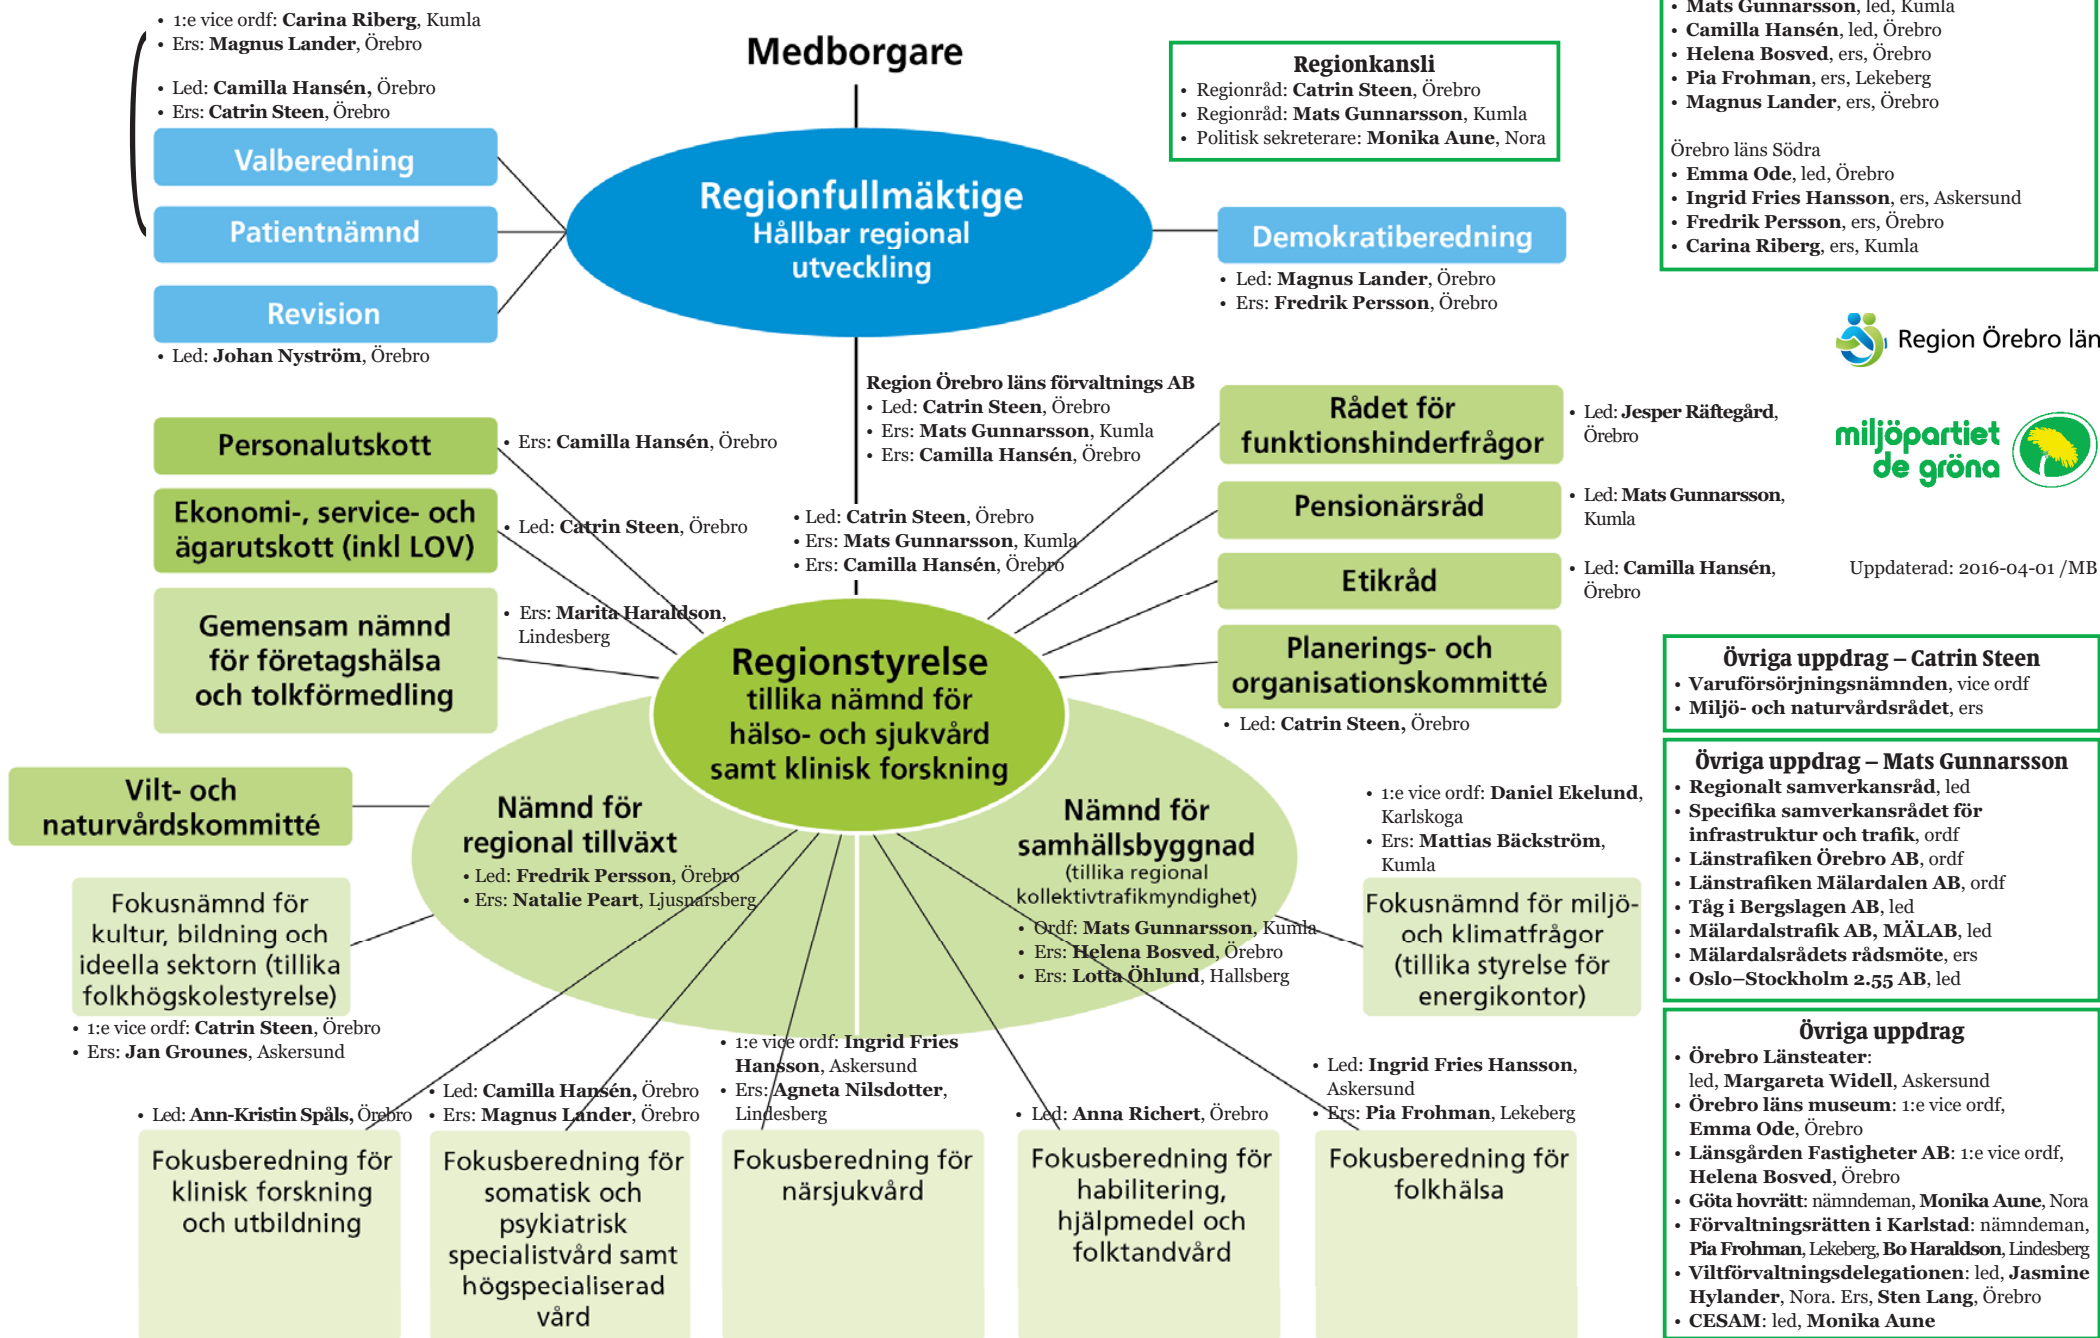 • 1:e vice ordf: Carina Riberg, Kumla
• Ers: Magnus Lander, Örebro
• Led: Camilla Hansén, Örebro
• Ers: Catrin Steen, Örebro
Valberedning
Patientnämnd
Revision
• Led: Johan Nyström, Örebro
Medborgare
Regionfullmäktige
Hållbar regional
utveckling
Regionkansli
• Regionråd: Catrin Steen, Örebro
• Regionråd: Mats Gunnarsson, Kumla
• Politisk sekreterare: Monika Aune, Nora
Demokratiberedning
• Led: Magnus Lander, Örebro
• Ers: Fredrik Persson, Örebro
• Mats Gunnarsson, led, Kumla
• Camilla Hansén, led, Örebro
• Helena Bosved, ers, Örebro
• Pia Frohman, ers, Lekeberg
• Magnus Lander, ers, Örebro
Örebro läns Södra
• Emma Ode, led, Örebro
• Ingrid Fries Hansson, ers, Askersund
• Fredrik Persson, ers, Örebro
• Carina Riberg, ers, Kumla
Region Örebro län
miljöpartiet
de gröna
Uppdaterad: 2016-04-01 /MB
Region Örebro läns förvaltnings AB
• Led: Catrin Steen, Örebro
• Ers: Mats Gunnarsson, Kumla
• Ers: Camilla Hansén, Örebro
• Led: Catrin Steen, Örebro
• Ers: Mats Gunnarsson, Kumla
• Ers: Camilla Hansén, Örebro
Personalutskott
• Ers: Camilla Hansén, Örebro
Ekonomi-, service- och
ägarutskott (inkl LOV)
• Led: Catrin Steen, Örebro
Gemensam nämnd
för företagshälsa
och tolkförmedling
• Ers: Marita Haraldson,
Lindesberg
Rådet för
funktionshinderfrågor
• Led: Jesper Räftegård,
Örebro
Pensionärsråd
• Led: Mats Gunnarsson,
Kumla
Etikråd
• Led: Camilla Hansén,
Örebro
Planerings- och
organisationskommitté
• Led: Catrin Steen, Örebro
Regionstyrelse
tillika nämnd för
hälso- och sjukvård
samt klinisk forskning
Vilt- och
naturvårdskommitté
Nämnd för
regional tillväxt
• Led: Fredrik Persson, Örebro
• Ers: Natalie Peart, Ljusnarsberg
Nämnd för
samhällsbyggnad
(tillika regional
kollektivtrafikmyndighet)
• Ordf: Mats Gunnarsson, Kumla
• Ers: Helena Bosved, Örebro
• Ers: Lotta Öhlund, Hallsberg
• 1:e vice ordf: Daniel Ekelund,
Karlskoga
• Ers: Mattias Bäckström,
Kumla
Fokusnämnd för miljö-
och klimatfrågor
(tillika styrelse för
energikontor)
Fokusnämnd för
kultur, bildning och
ideella sektorn (tillika
folkhögskolestyrelse)
• 1:e vice ordf: Catrin Steen, Örebro
• Ers: Jan Grounes, Askersund
• Led: Ann-Kristin Spåls, Örebro
Fokusberedning för
klinisk forskning
och utbildning
• Led: Camilla Hansén, Örebro
• Ers: Magnus Lander, Örebro
Fokusberedning för
somatisk och
psykiatrisk
specialistvård samt
högspecialiserad
vård
• 1:e vice ordf: Ingrid Fries
Hansson, Askersund
• Ers: Agneta Nilsdotter,
Lindesberg
Fokusberedning för
närsjukvård
• Led: Anna Richert, Örebro
Fokusberedning för
habilitering,
hjälpmedel och
folktandvård
• Led: Ingrid Fries Hansson,
Askersund
• Ers: Pia Frohman, Lekeberg
Fokusberedning för
folkhälsa
Övriga uppdrag – Catrin Steen
• Varuförsörjningsnämnden, vice ordf
• Miljö- och naturvårdsrådet, ers
Övriga uppdrag – Mats Gunnarsson
• Regionalt samverkansråd, led
• Specifika samverkansrådet för
infrastruktur och trafik, ordf
• Länstrafiken Örebro AB, ordf
• Länstrafiken Mälardalen AB, ordf
• Tåg i Bergslagen AB, led
• Mälardalstrafik AB, MÄLAB, led
• Mälardalsrådets rådsmöte, ers
• Oslo–Stockholm 2.55 AB, led
Övriga uppdrag
• Örebro Länsteater:
led, Margareta Widell, Askersund
• Örebro läns museum: 1:e vice ordf,
Emma Ode, Örebro
• Länsgården Fastigheter AB: 1:e vice ordf,
Helena Bosved, Örebro
• Göta hovrätt: nämndeman, Monika Aune, Nora
• Förvaltningsrätten i Karlstad: nämndeman,
Pia Frohman, Lekeberg, Bo Haraldson, Lindesberg
• Viltförvaltningsdelegationen: led, Jasmine
Hylander, Nora. Ers, Sten Lang, Örebro
• CESAM: led, Monika Aune